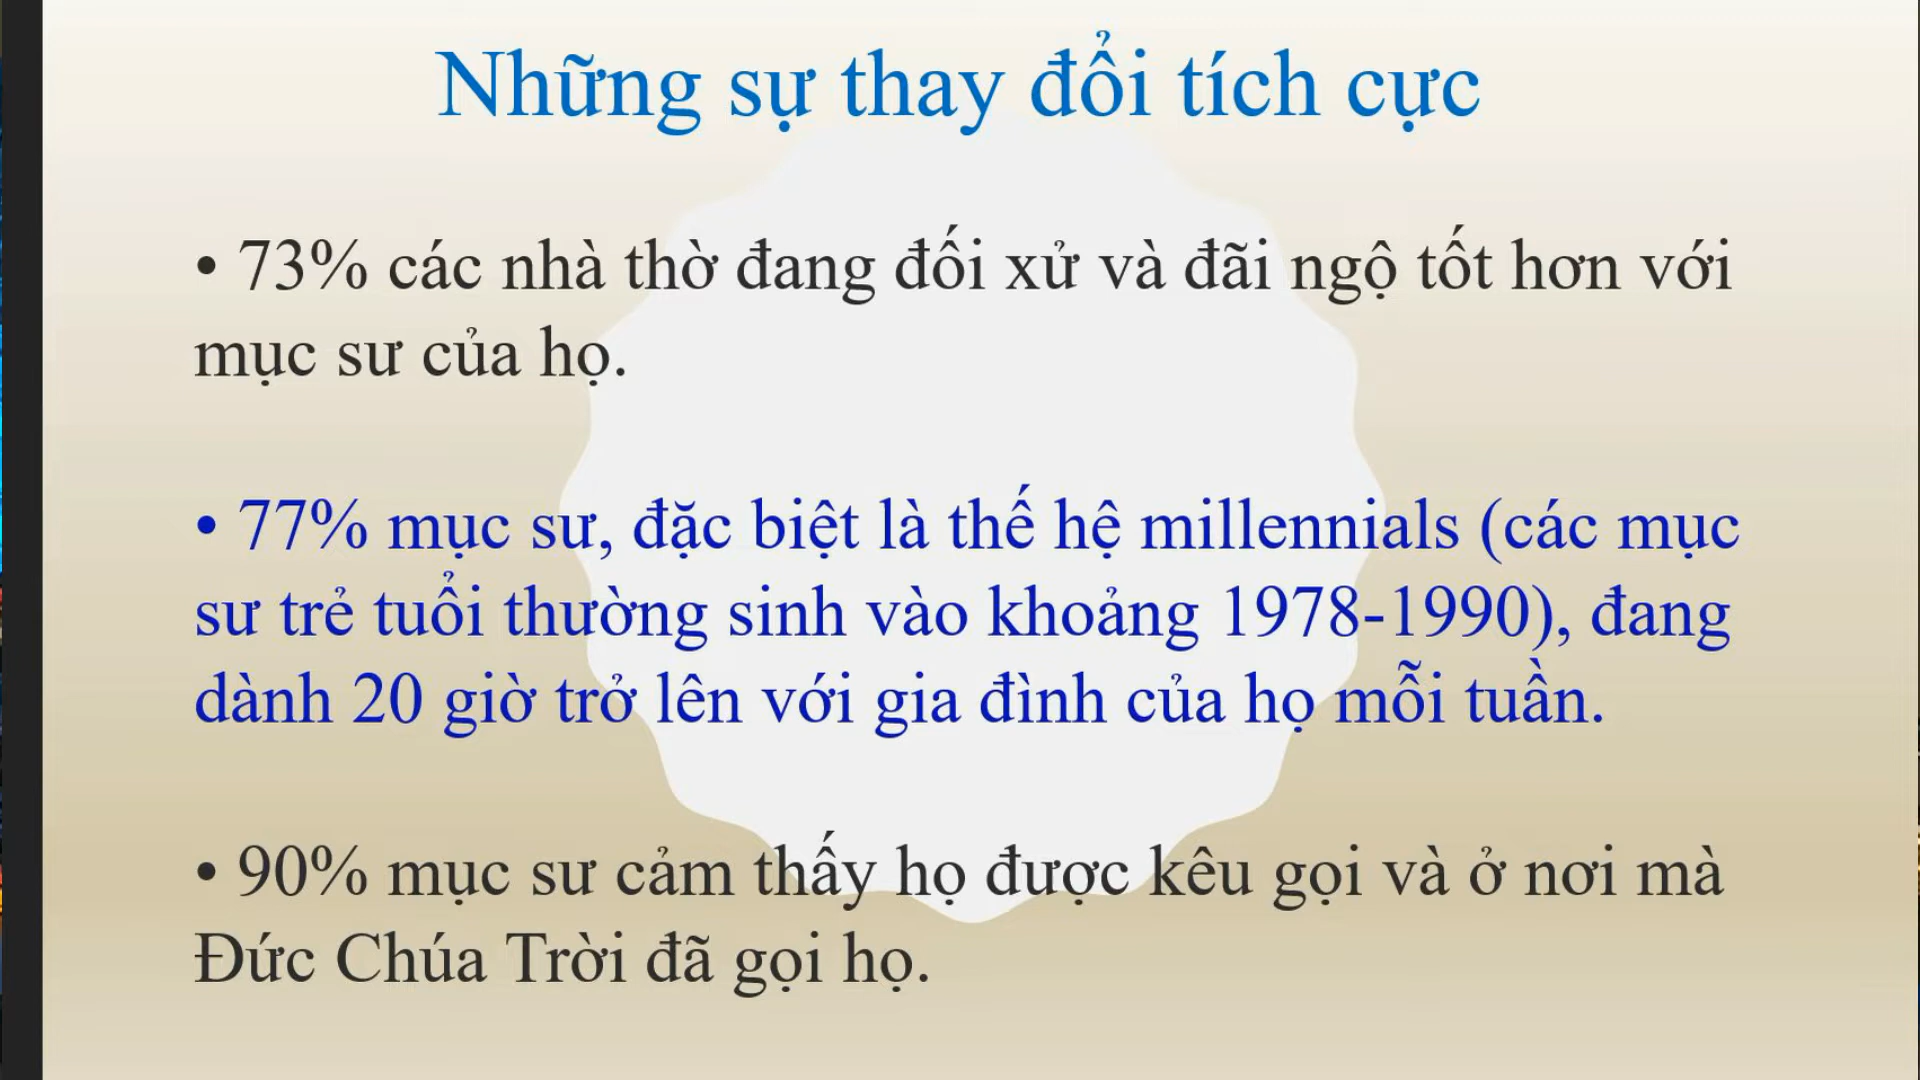 Những sự thay đổi tích cực
• 73% các nhà thờ đang đối xử và đãi ngộ tốt hơn với
mục sư của họ.
• 77% mục sư, đặc biệt là thế hệ millennials (các mục
sư trẻ tuổi thường sinh vào khoảng 1978-1990), đang
dành 20 giờ trở lên với gia đình của họ mỗi tuần.
• 90% mục sư cảm thấy họ được kêu gọi và ở nơi mà
Đức Chúa Trời đã gọi họ.